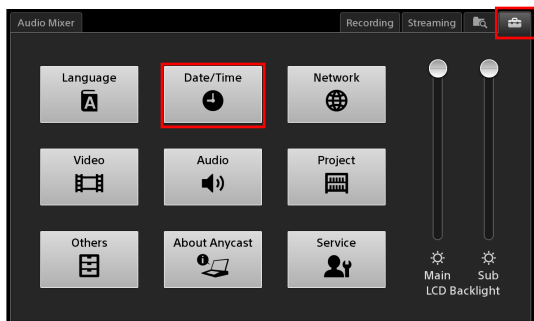 Audio Mixer
Recording
Streaming
Language
A
Date/Time
Network
Video
Audio
Project
Others
About Anycast
Service
Main
Sub
LCD Backlight